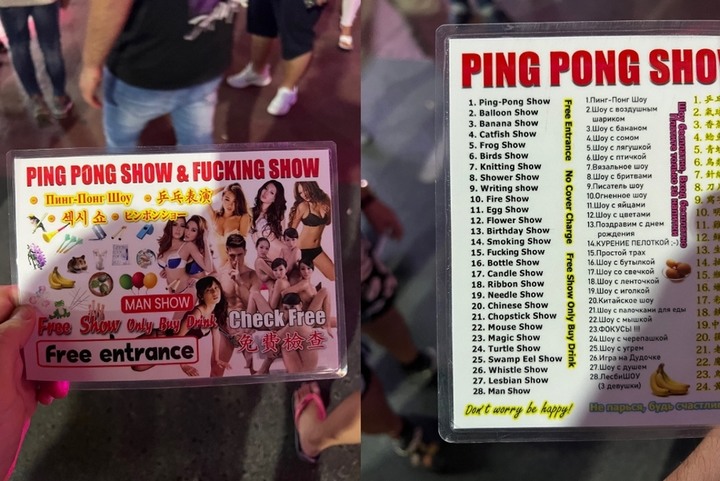 PING PONG SHOW & FUCKING SHOW
Пинг-Понг Шоу
乒乓表演
섹시 쇼
ピンポンショー
MAN SHOW
Free Show Only Buy Drink
Free entrance
Check Free
免費檢查
PING PONG SHO
1. Ping-Pong Show
2. Balloon Show
3. Banana Show
4. Catfish Show
5. Frog Show
6. Birds Show
7. Knitting Show
8. Shaver Show
9. Writing show
10. Fire Show
11. Egg Show
12. Flower Show
13. Birthday Show
14. Smoking Show
15. Fucking Show
16. Bottle Show
17. Candle Show
18. Ribbon Show
19. Needle Show
20. Chinese Show
21. Chopstick Show
22. Mouse Show
23. Magic Show
24. Turtle Show
25. Swamp Eel Show
26. Whistle Show
27. Lesbian Show
28. Man Show
Don't worry be happy!
Free Entrance No Cover Charge Free Show Only Buy Drink
1.Пинг-Понг Шоу
2.Шоу с воздушным
шариком
3.Шоу с бананом
4.Шоу с сомом
5.Шоу с лягушкой
6.Шоу с птичкой
7.Вязальное шоу
8.Шоу с бритвами
9.Писатель шоу
10.Огненное шоу
11.Шоу с яйцами
12.Шоу с цветами
13.Поздравим с днем
рождения
14.КУРЕНИЕ ПЕЛОТКОЙ ;-)
15.Простой трах
16.Шоу с бутылкой
17.Шоу со свечкой
18.Шоу с ленточкой
19.Шоу с иголкой
20.Китайское шоу
21.Шоу с палочками для еды
22.Шоу с мышкой
23.ФОКУСЫ !!!
24.Шоу с черепашкой
25.Шоу с угрем
26.Игра на Дудочке
27.Шоу с душем
28.ЛесбиШОУ
(3 девушки)
Не парься, будь счастли